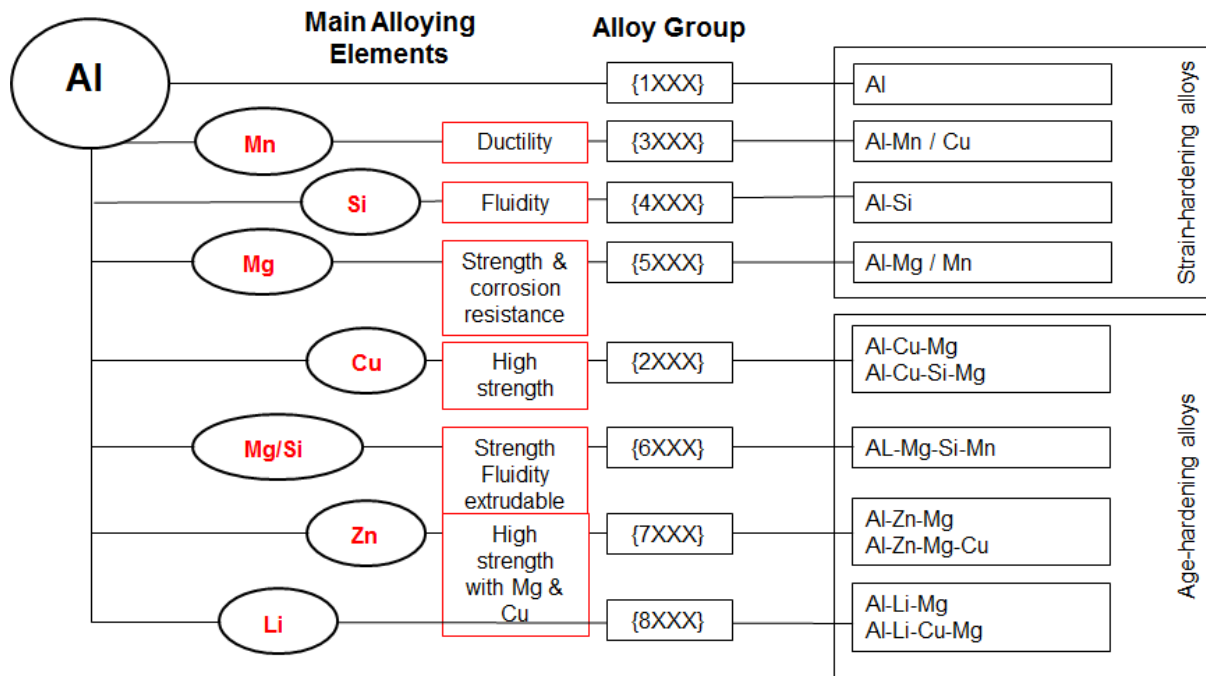 Main Alloying
Elements
Alloy Group
Al
{1XXX}
Al
Mn
Ductility
{3XXX}
Al-Mn / Cu
Si
Fluidity
{4XXX}
Al-Si
Mg
Strength &
corrosion
resistance
{5XXX}
Al-Mg / Mn
Strain-hardening alloys
Cu
High
strength
{2XXX}
Al-Cu-Mg
Al-Cu-Si-Mg
Mg/Si
Strength
Fluidity
extrudable
{6XXX}
AL-Mg-Si-Mn
Zn
High
strength
with Mg &
Cu
{7XXX}
Al-Zn-Mg
Al-Zn-Mg-Cu
Li
{8XXX}
Al-Li-Mg
Al-Li-Cu-Mg
Age-hardening alloys